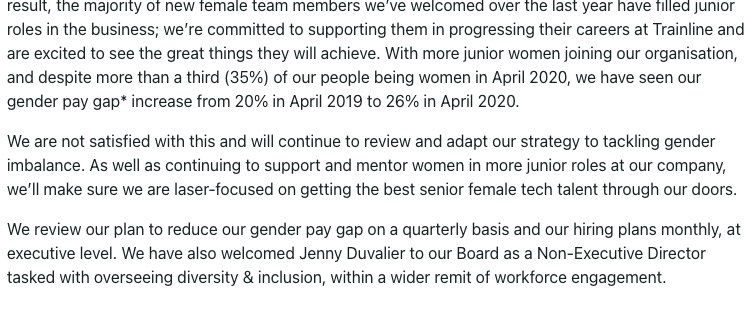 result, the majority of new female team members we've welcomed over the last year have filled junior
roles in the business; we're committed to supporting them in progressing their careers at Trainline and
are excited to see the great things they will achieve. With more junior women joining our organisation,
and despite more than a third (35%) of our people being women in April 2020, we have seen our
gender pay gap* increase from 20% in April 2019 to 26% in April 2020.
We are not satisfied with this and will continue to review and adapt our strategy to tackling gender
imbalance. As well as continuing to support and mentor women in more junior roles at our company,
we'll make sure we are laser-focused on getting the best senior female tech talent through our doors.
We review our plan to reduce our gender pay gap on a quarterly basis and our hiring plans monthly, at
executive level. We have also welcomed Jenny Duvalier to our Board as a Non-Executive Director
tasked with overseeing diversity & inclusion, within a wider remit of workforce engagement.